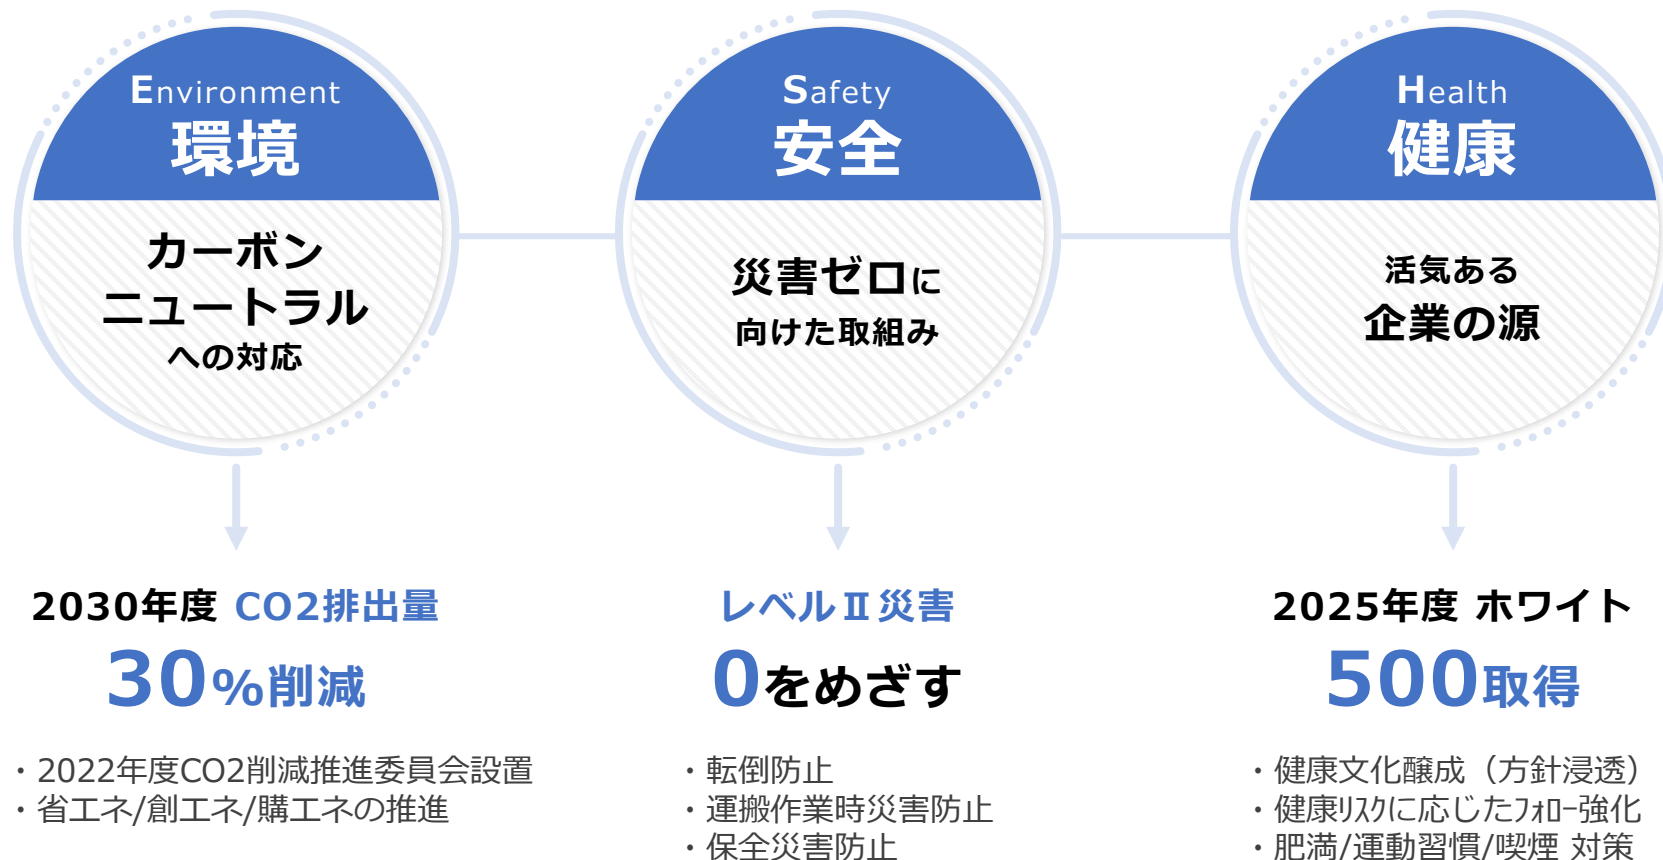 Environment
環境
カーボン
ニュートラル
への対応
2030年度 CO2排出量
30%削減
・2022年度CO2削減推進委員会設置
・省エネ/創エネ/購エネの推進
Safety
安全
災害ゼロに
向けた取組み
レベルⅡ災害
0をめざす
・転倒防止
・運搬作業時災害防止
・保全災害防止
Health
健康
活気ある
企業の源
2025年度 ホワイト
500取得
・健康文化醸成（方針浸透）
・健康ﾘｽｸに応じたﾌｫﾛｰ強化
・肥満/運動習慣/喫煙 対策